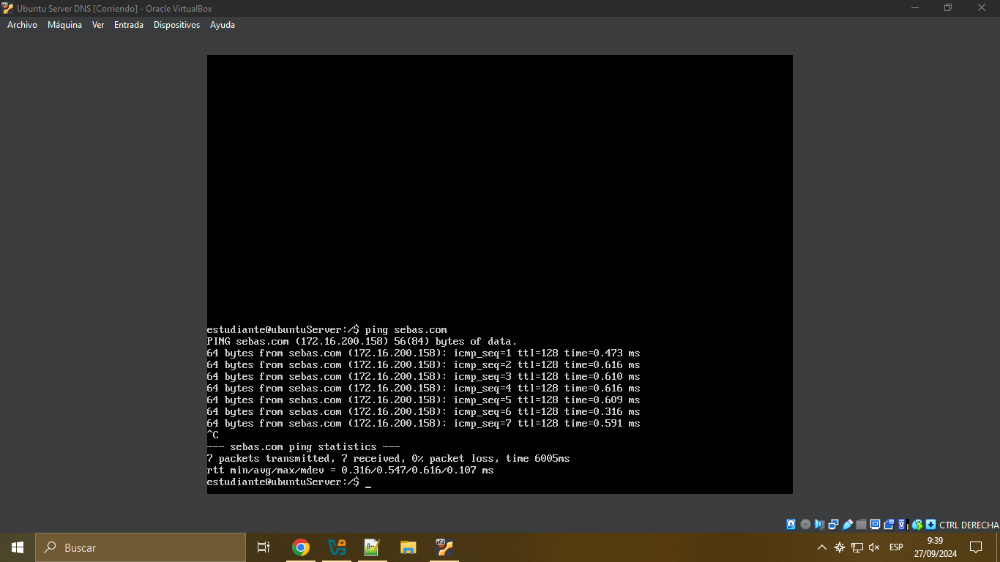 Ubuntu Server DNS [Corriendo] - Oracle VirtualBox
Archivo Máquina Ver Entrada Dispositivos Ayuda
estudiante@ubuntuServer:/$ ping sebas.com
PING sebas.com (172.16.200.158) 56(84) bytes of data.
64 bytes from sebas.com (172.16.200.158): icmp_seq=1 ttl=128 time=0.473 ms
64 bytes from sebas.com (172.16.200.158): icmp_seq=2 ttl=128 time=0.616 ms
64 bytes from sebas.com (172.16.200.158): icmp_seq=3 ttl=128 time=0.610 ms
64 bytes from sebas.com (172.16.200.158): icmp_seq=4 ttl=128 time=0.616 ms
64 bytes from sebas.com (172.16.200.158): icmp_seq=5 ttl=128 time=0.609 ms
64 bytes from sebas.com (172.16.200.158): icmp_seq=6 ttl=128 time=0.316 ms
64 bytes from sebas.com (172.16.200.158): icmp_seq=7 ttl=128 time=0.591 ms
^C
--- sebas.com ping statistics ---
7 packets transmitted, 7 received, 0% packet loss, time 6005ms
rtt min/avg/max/mdev = 0.316/0.547/0.616/0.107 ms
estudiante@ubuntuServer:/$ _
CTRL DERECHA
Buscar
ESP
9:39
27/09/2024